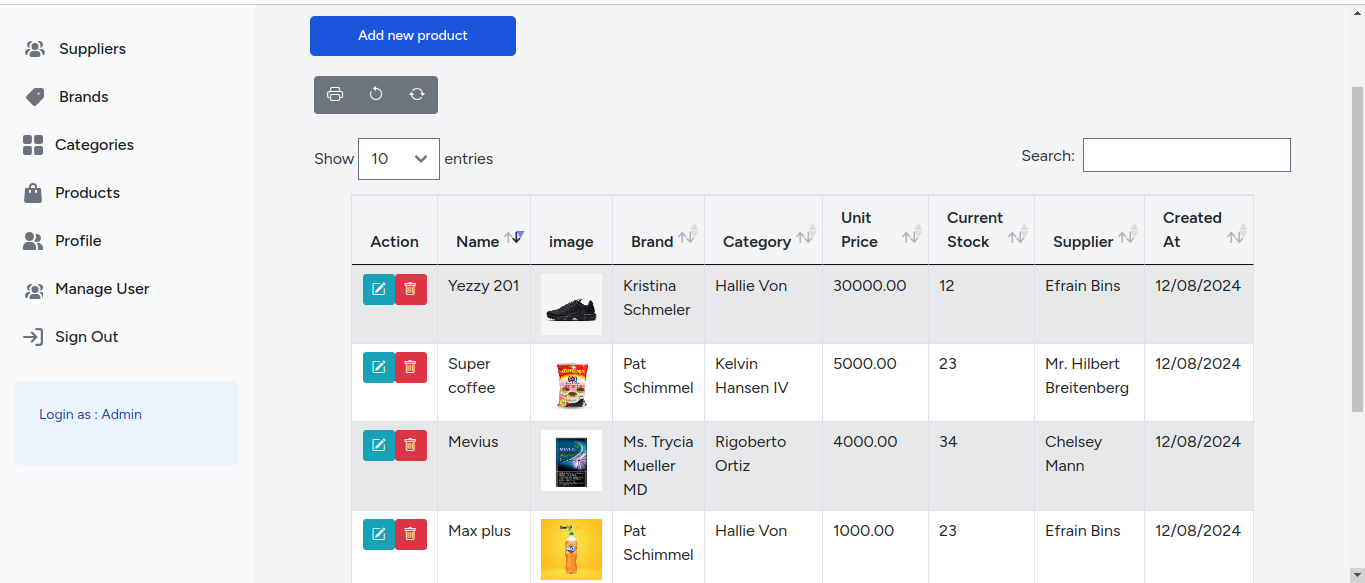 Add new product
Suppliers
Brands
Categories
Products
Profile
Manage User
Sign Out
Login as : Admin
Show 10 entries
Search:
Action Name image Brand Category Unit Price Current Stock Supplier Created At
Yezzy 201 Kristina Schmeler Hallie Von 30000.00 12 Efrain Bins 12/08/2024
Super coffee Pat Schimmel Kelvin Hansen IV 5000.00 23 Mr. Hilbert Breitenberg 12/08/2024
Mevius Ms. Trycia Mueller MD Rigoberto Ortiz 4000.00 34 Chelsey Mann 12/08/2024
Max plus Pat Schimmel Hallie Von 1000.00 23 Efrain Bins 12/08/2024